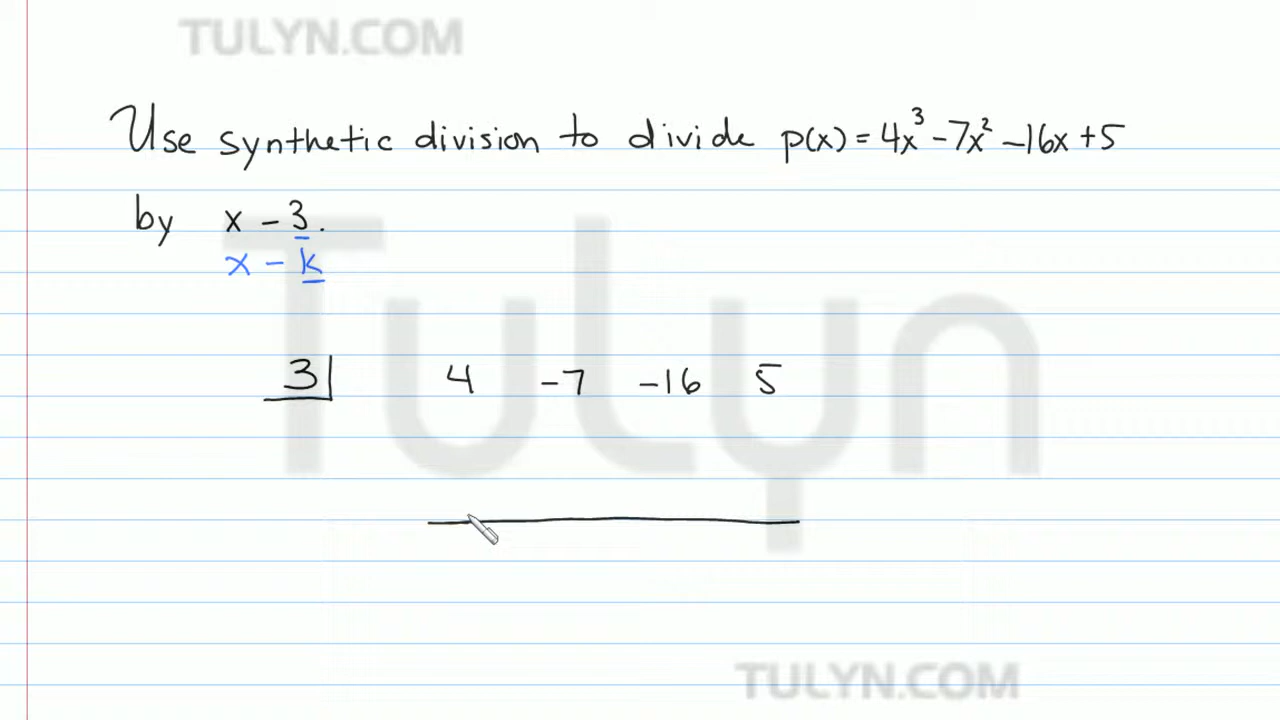 TULYN.COM
Use synthetic division to divide p(x) = 4x³ - 7x² - 16x + 5
by x - 3.
x - k
Tulyn
3 4 -7 -16 5
TULYN.COM